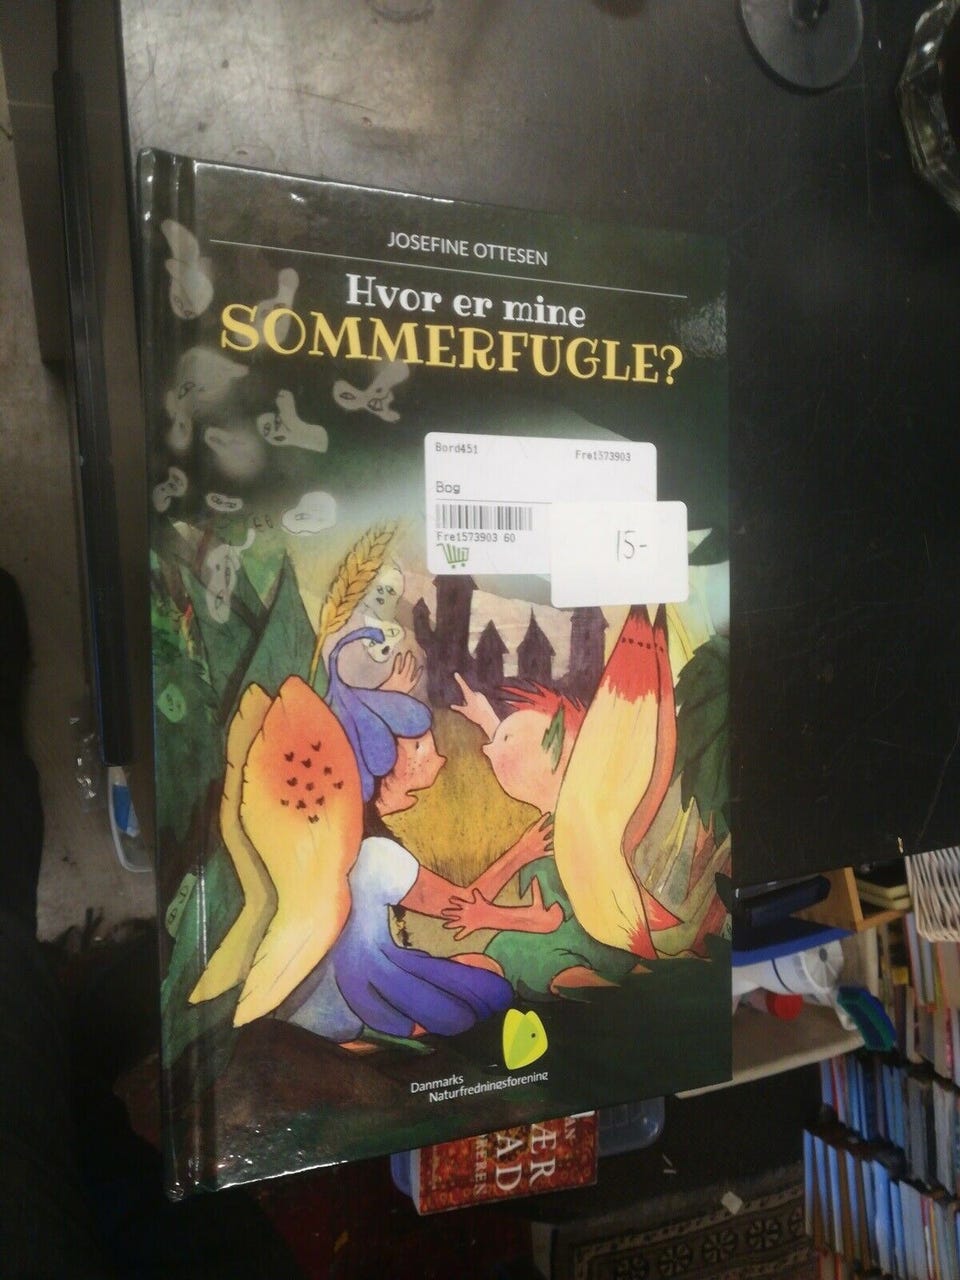 JOSEFINE OTTESEN
Hvor er mine
SOMMERFUGLE?
Bord451 Fre1573903
Bog
Fre1573903 60
15-
Danmarks
Naturfredningsforening